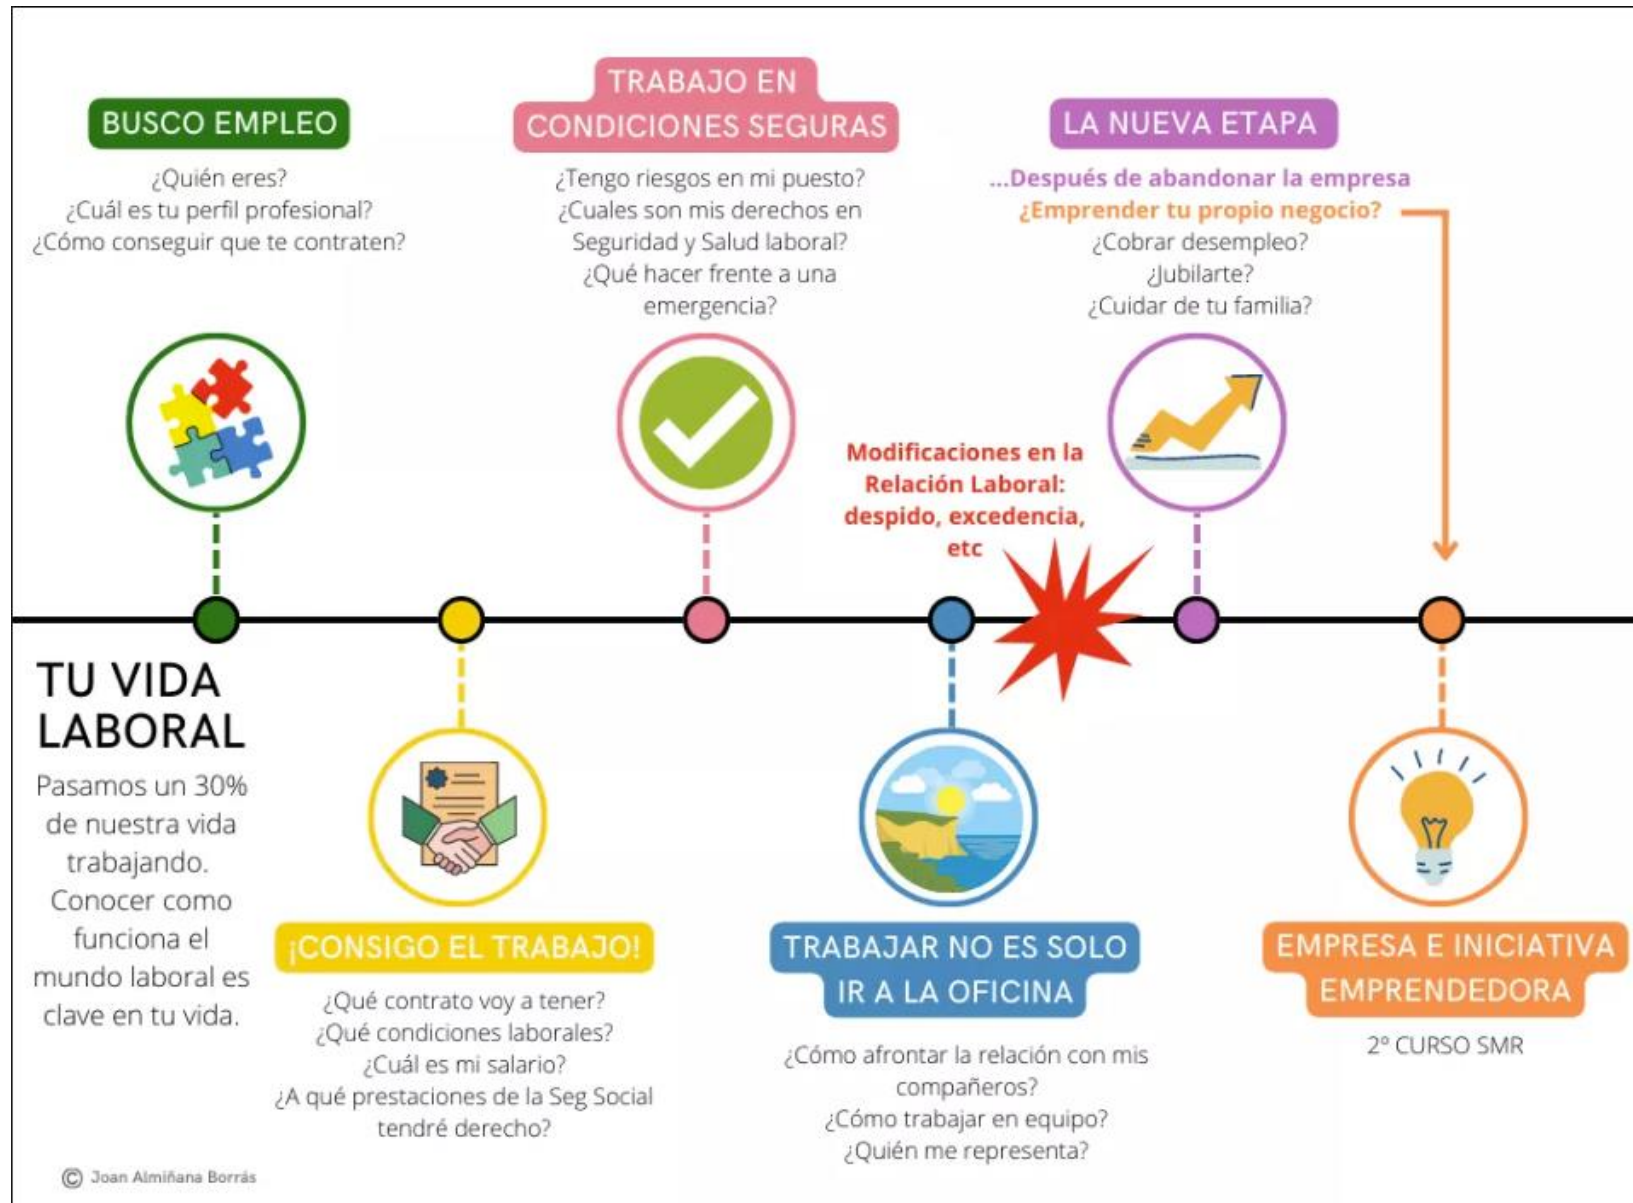 BUSCO EMPLEO
¿Quién eres?
¿Cuál es tu perfil profesional?
¿Cómo conseguir que te contraten?
TRABAJO EN
CONDICIONES SEGURAS
¿Tengo riesgos en mi puesto?
¿Cuales son mis derechos en
Seguridad y Salud laboral?
¿Qué hacer frente a una
emergencia?
LA NUEVA ETAPA
...Después de abandonar la empresa
¿Emprender tu propio negocio?
¿Cobrar desempleo?
¿Jubilarte?
¿Cuidar de tu familia?
Modificaciones en la
Relación Laboral:
despido, excedencia,
etc
TU VIDA
LABORAL
Pasamos un 30%
de nuestra vida
trabajando.
Conocer como
funciona el
mundo laboral es
clave en tu vida.
¡CONSIGO EL TRABAJO!
¿Qué contrato voy a tener?
¿Qué condiciones laborales?
¿Cuál es mi salario?
¿A qué prestaciones de la Seg Social
tendré derecho?
TRABAJAR NO ES SOLO
IR A LA OFICINA
¿Cómo afrontar la relación con mis
compañeros?
¿Cómo trabajar en equipo?
¿Quién me representa?
EMPRESA E INICIATIVA
EMPRENDEDORA
2º CURSO SMR
© Joan Almiñana Borrás